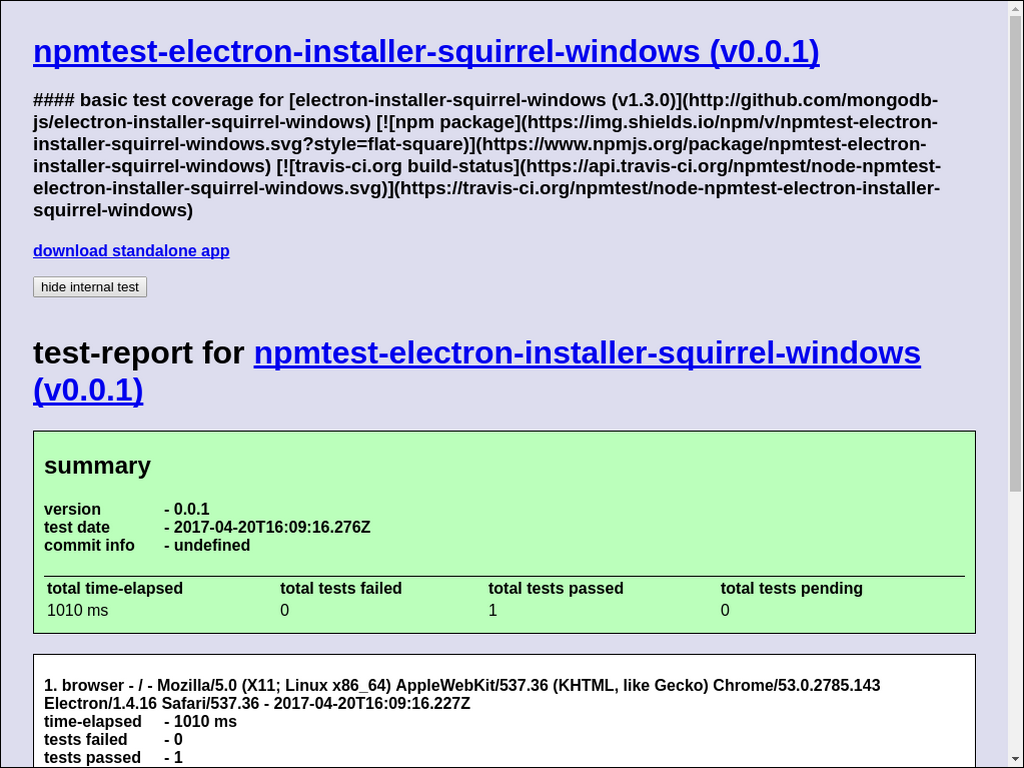 npmtest-electron-installer-squirrel-windows (v0.0.1)
#### basic test coverage for [electron-installer-squirrel-windows (v1.3.0)](http://github.com/mongodb-
js/electron-installer-squirrel-windows) [![npm package](https://img.shields.io/npm/v/npmtest-electron-
installer-squirrel-windows.svg?style=flat-square)](https://www.npmjs.org/package/npmtest-electron-
installer-squirrel-windows) [![travis-ci.org build-status](https://api.travis-ci.org/npmtest/node-npmtest-
electron-installer-squirrel-windows.svg)](https://travis-ci.org/npmtest/node-npmtest-electron-installer-
squirrel-windows)
download standalone app
hide internal test
test-report for npmtest-electron-installer-squirrel-windows
(v0.0.1)
summary
version - 0.0.1
test date - 2017-04-20T16:09:16.276Z
commit info - undefined
total time-elapsed total tests failed total tests passed total tests pending
1010 ms 0 1 0
1. browser - / - Mozilla/5.0 (X11; Linux x86_64) AppleWebKit/537.36 (KHTML, like Gecko) Chrome/53.0.2785.143
Electron/1.4.16 Safari/537.36 - 2017-04-20T16:09:16.227Z
time-elapsed - 1010 ms
tests failed - 0
tests passed - 1